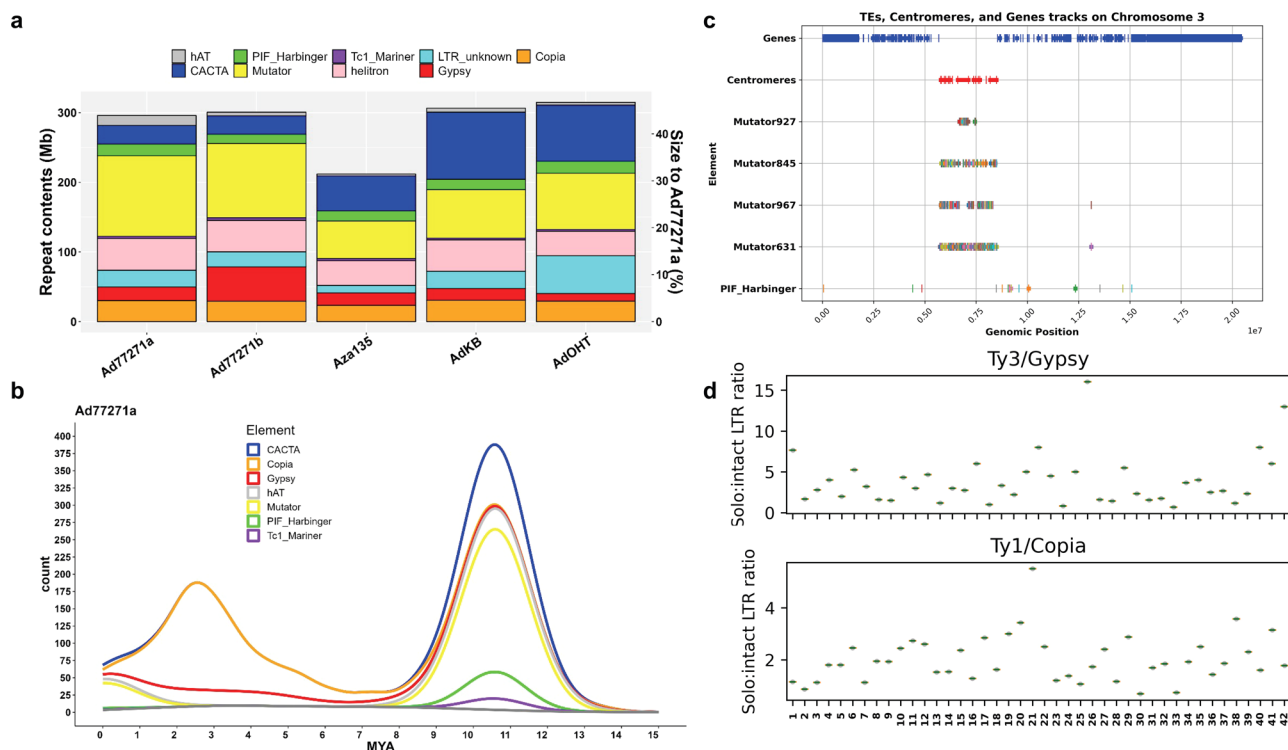 a
hAT PIF_Harbinger Tc1_Mariner LTR_unknown Copia
CACTA Mutator helitron Gypsy
Repeat contents (Mb)
300
200
100
0
Size to Ad77271a (%)
40
30
20
10
0
Ad77271a Ad77271b Aza135 AdKB AdOHT
b
Ad77271a
Element
CACTA
Copia
Gypsy
hAT
Mutator
PIF_Harbinger
Tc1_Mariner
count
400
375
350
325
300
275
250
225
200
175
150
125
100
75
50
25
0
0 1 2 3 4 5 6 7 8 9 10 11 12 13 14 15
MYA
c
TEs, Centromeres, and Genes tracks on Chromosome 3
Element
Genes
Centromeres
Mutator927
Mutator845
Mutator967
Mutator631
PIF_Harbinger
0.00 0.25 0.50 0.75 1.00 1.25 1.50 1.75 2.00
1e7
Genomic Position
d
Ty3/Gypsy
Solo:intact LTR ratio
15
10
5
0
Ty1/Copia
Solo:intact LTR ratio
4
2
1 2 3 4 5 6 7 8 9 10 11 12 13 14 15 16 17 18 19 20 21 22 23 24 25 26 27 28 29 30 31 32 33 34 35 36 37 38 39 40 41 42